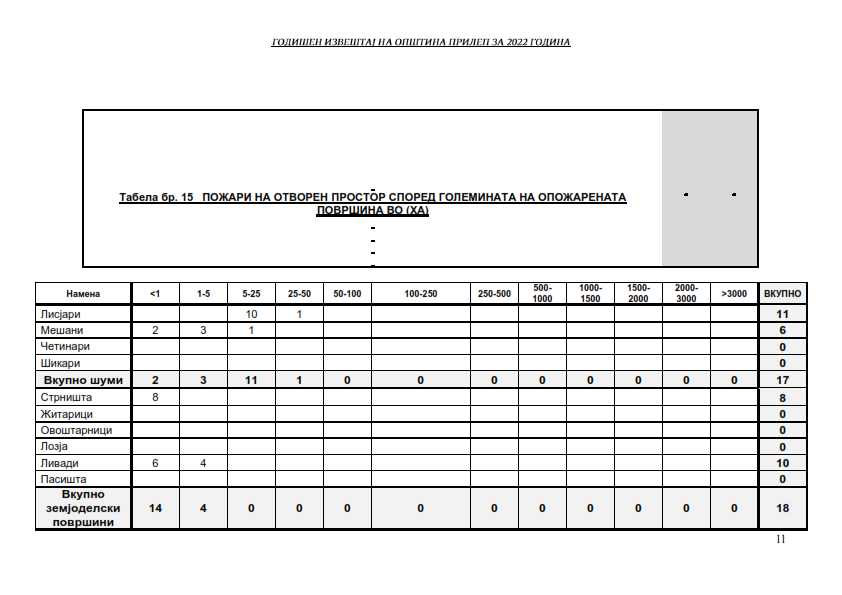 ГОДИШЕН ИЗВЕШТАЈ НА ОПШТИНА ПРИЛЕП ЗА 2022 ГОДИНА
Табела бр. 15 ПОЖАРИ НА ОТВОРЕН ПРОСТОР СПОРЕД ГОЛЕМИНАТА НА ОПОЖАРЕНАТА
ПОВРШИНА ВО (ХА)
Намена <1 1-5 5-25 25-50 50-100 100-250 250-500 500-1000 1000-1500 1500-2000 2000-3000 >3000 ВКУПНО
Лисјари 10 1 11
Мешани 2 3 1 6
Четинари 0
Шикари 0
Вкупно шуми 2 3 11 1 0 0 0 0 0 0 0 0 17
Стрништа 8 8
Житарици 0
Овоштарници 0
Лозја 0
Ливади 6 4 10
Пасишта 0
Вкупно земјоделски површини 14 4 0 0 0 0 0 0 0 0 0 0 18
11